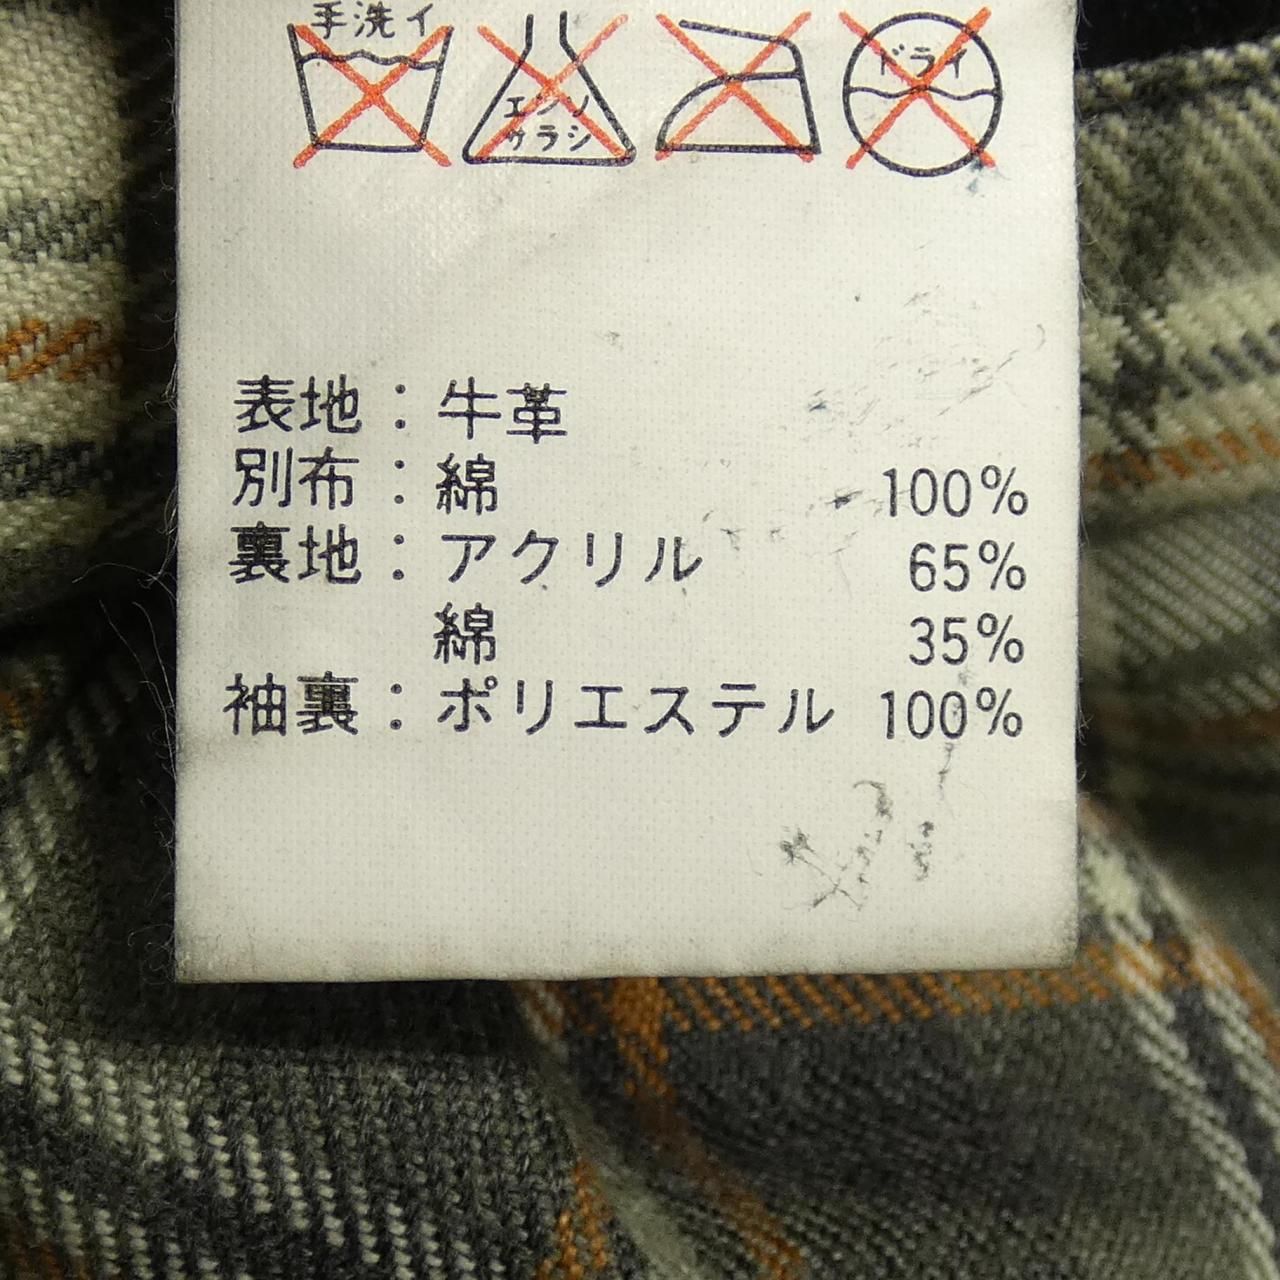 手洗イ
エンソ
サラシ
ドライ
表地：牛革
別布：綿 100%
裏地：アクリル 65%
綿 35%
袖裏：ポリエステル 100%